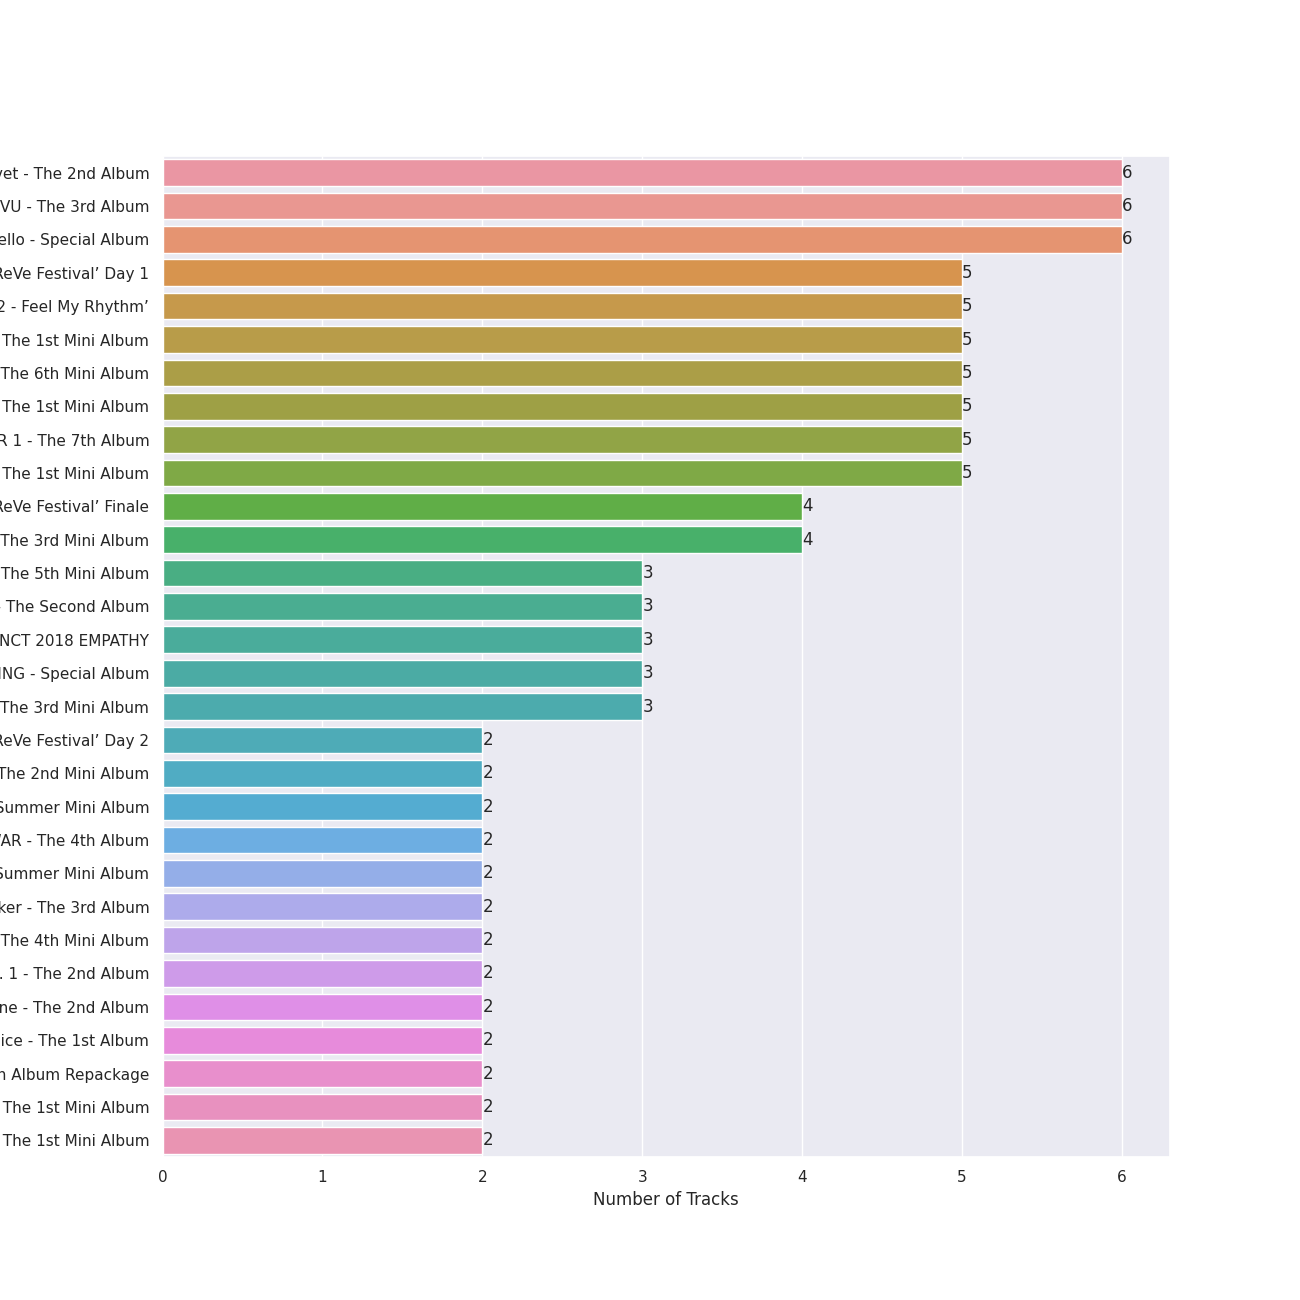 vet - The 2nd Album 6
VU - The 3rd Album 6
ello - Special Album 6
ReVe Festival’ Day 1 5
2 - Feel My Rhythm’ 5
The 1st Mini Album 5
The 6th Mini Album 5
The 1st Mini Album 5
R 1 - The 7th Album 5
The 1st Mini Album 5
ReVe Festival’ Finale 4
The 3rd Mini Album 4
The 5th Mini Album 3
The Second Album 3
NCT 2018 EMPATHY 3
ING - Special Album 3
The 3rd Mini Album 3
ReVe Festival’ Day 2 2
The 2nd Mini Album 2
Summer Mini Album 2
AR - The 4th Album 2
Summer Mini Album 2
ker - The 3rd Album 2
The 4th Mini Album 2
. 1 - The 2nd Album 2
ne - The 2nd Album 2
ice - The 1st Album 2
Album Repackage 2
The 1st Mini Album 2
The 1st Mini Album 2
0 1 2 3 4 5 6
Number of Tracks